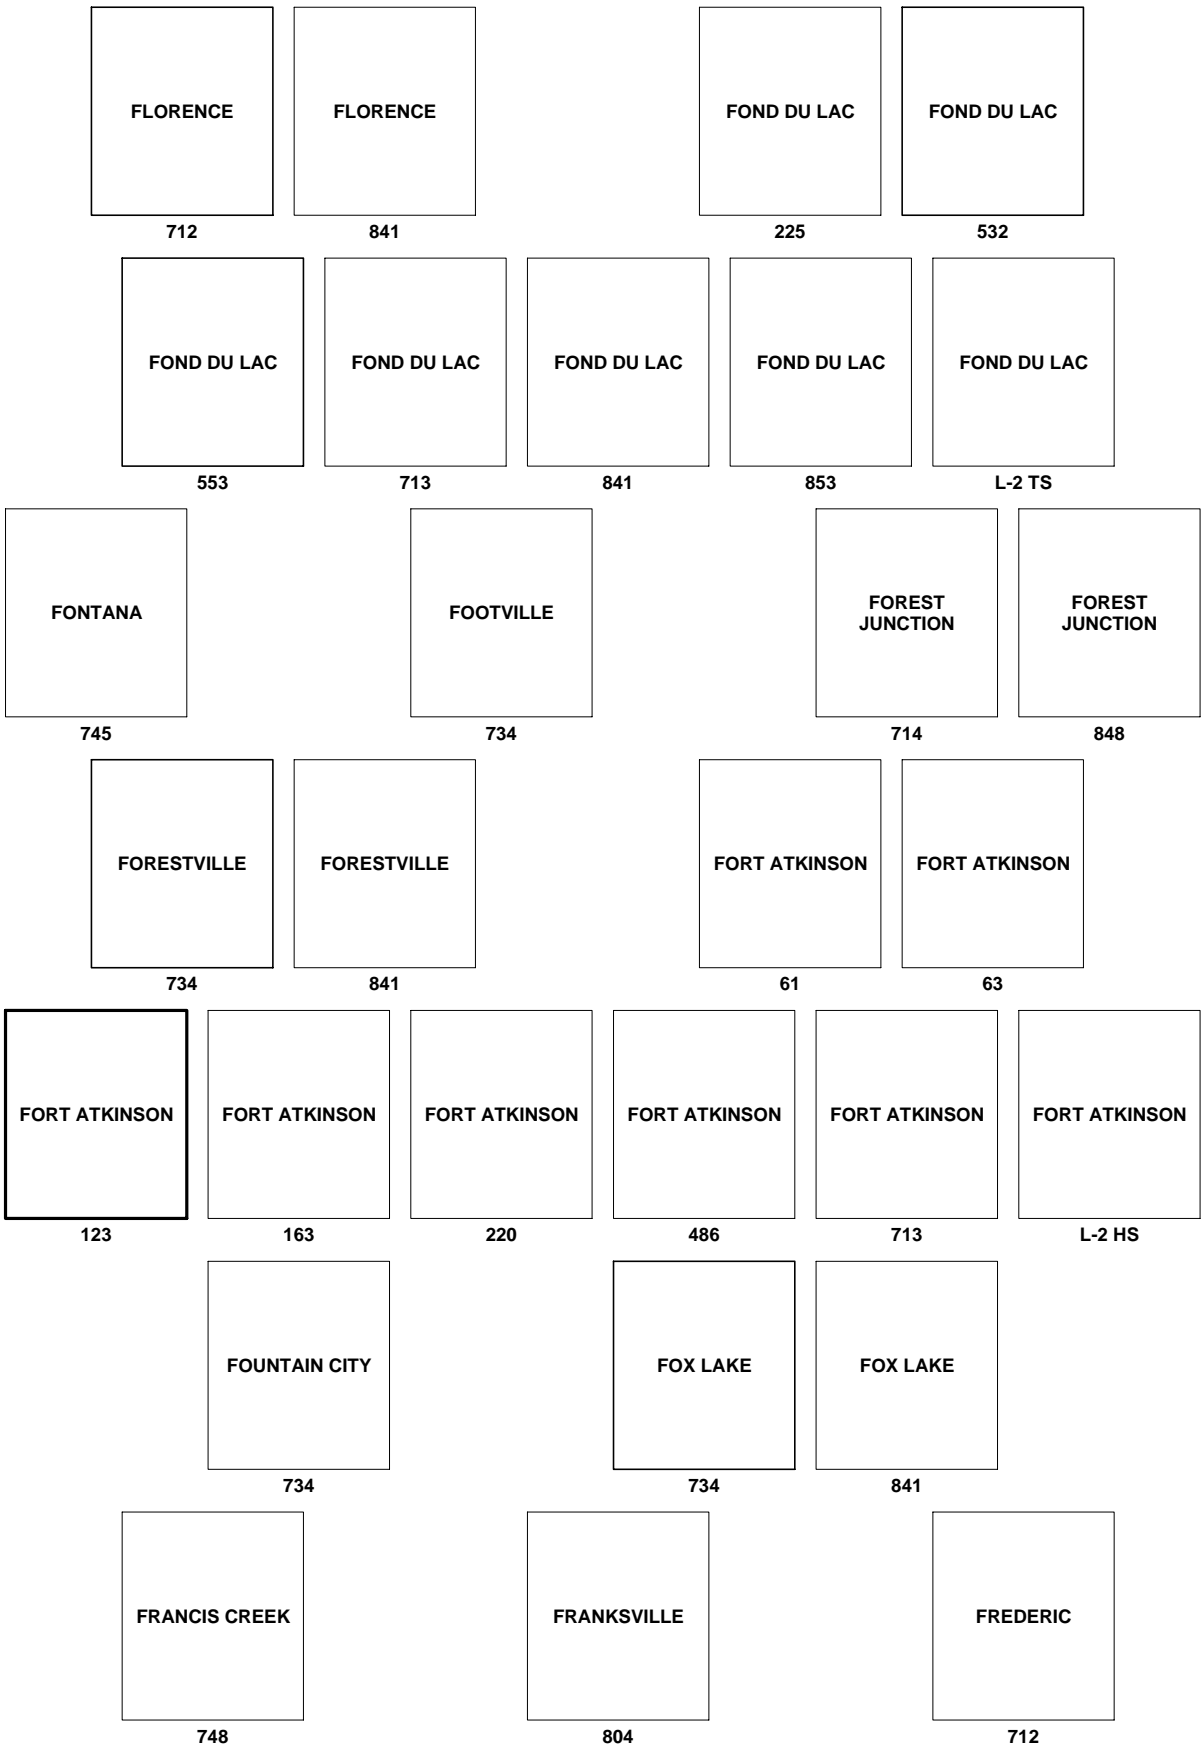 FLORENCE FLORENCE FOND DU LAC FOND DU LAC
712 841 225 532
FOND DU LAC FOND DU LAC FOND DU LAC FOND DU LAC FOND DU LAC
553 713 841 853 L-2 TS
FONTANA FOOTVILLE FOREST JUNCTION FOREST JUNCTION
745 734 714 848
FORESTVILLE FORESTVILLE FORT ATKINSON FORT ATKINSON
734 841 61 63
FORT ATKINSON FORT ATKINSON FORT ATKINSON FORT ATKINSON FORT ATKINSON FORT ATKINSON
123 163 220 486 713 L-2 HS
FOUNTAIN CITY FOX LAKE FOX LAKE
734 734 841
FRANCIS CREEK FRANKSVILLE FREDERIC
748 804 712